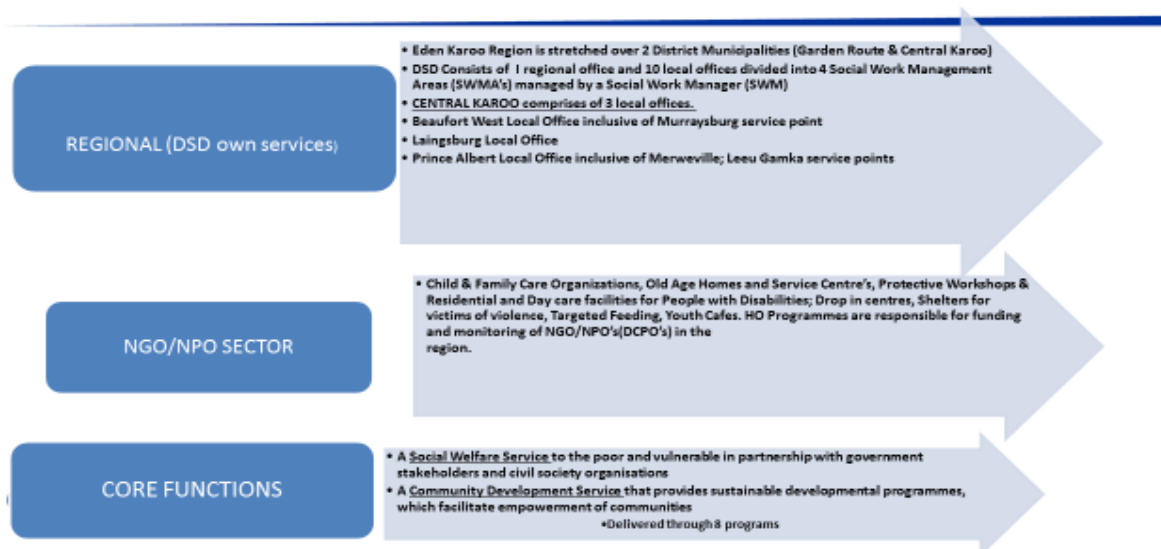 REGIONAL (DSD own services)
• Eden Karoo Region is stretched over 2 District Municipalities (Garden Route & Central Karoo)
• DSD Consists of I regional office and 10 local offices divided into 4 Social Work Management
Areas (SWMA's) managed by a Social Work Manager (SWM)
• CENTRAL KAROO comprises of 3 local offices.
• Beaufort West Local Office inclusive of Murraysburg service point
• Laingsburg Local Office
• Prince Albert Local Office inclusive of Merweville; Leeu Gamka service points
NGO/NPO SECTOR
• Child & Family Care Organizations, Old Age Homes and Service Centre's, Protective Workshops &
Residential and Day care facilities for People with Disabilities; Drop in centres, Shelters for
victims of violence, Targeted Feeding, Youth Cafes. HO Programmes are responsible for funding
and monitoring of NGO/NPO's(DCPO's) in the
region.
CORE FUNCTIONS
• A Social Welfare Service to the poor and vulnerable in partnership with government
stakeholders and civil society organisations
• A Community Development Service that provides sustainable developmental programmes,
which facilitate empowerment of communities
•Delivered through 8 programs